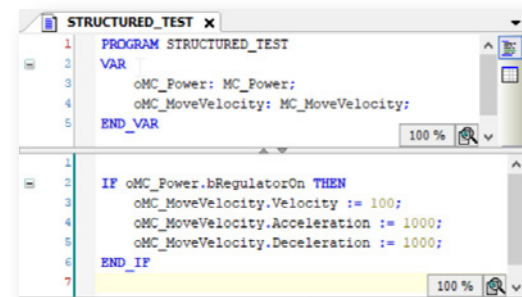 STRUCTURED_TEST
1 PROGRAM STRUCTURED_TEST
2 VAR
3 oMC_Power: MC_Power;
4 oMC_MoveVelocity: MC_MoveVelocity;
5 END_VAR
100 %
1
2 IF oMC_Power.bRegulatorOn THEN
3 oMC_MoveVelocity.Velocity := 100;
4 oMC_MoveVelocity.Acceleration := 1000;
5 oMC_MoveVelocity.Deceleration := 1000;
6 END_IF
7
100 %